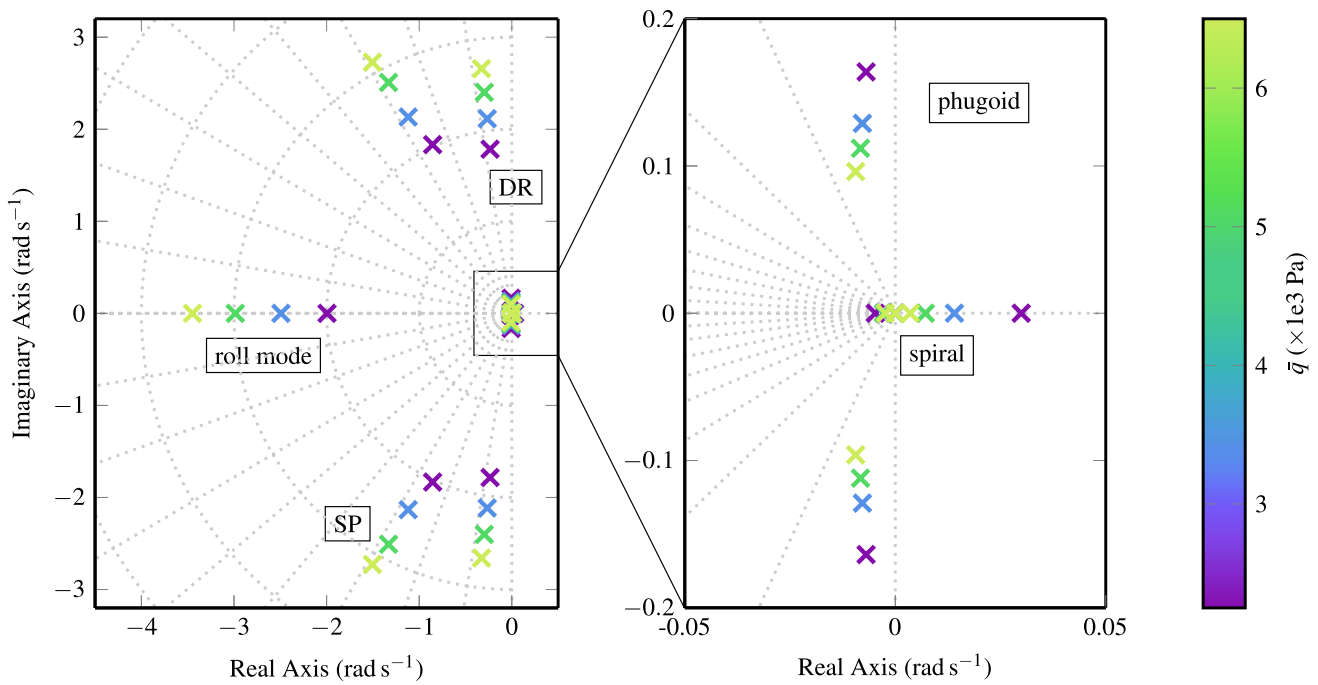 3
2
1
0
−1
−2
−3
−4
−3
−2
−1
0
Imaginary Axis (rad s−1)
Real Axis (rad s−1)
DR
roll mode
SP
0.2
0.1
0
−0.1
−0.2
-0.05
0
0.05
Real Axis (rad s−1)
phugoid
spiral
6
5
4
3
q̄ (×1e3 Pa)